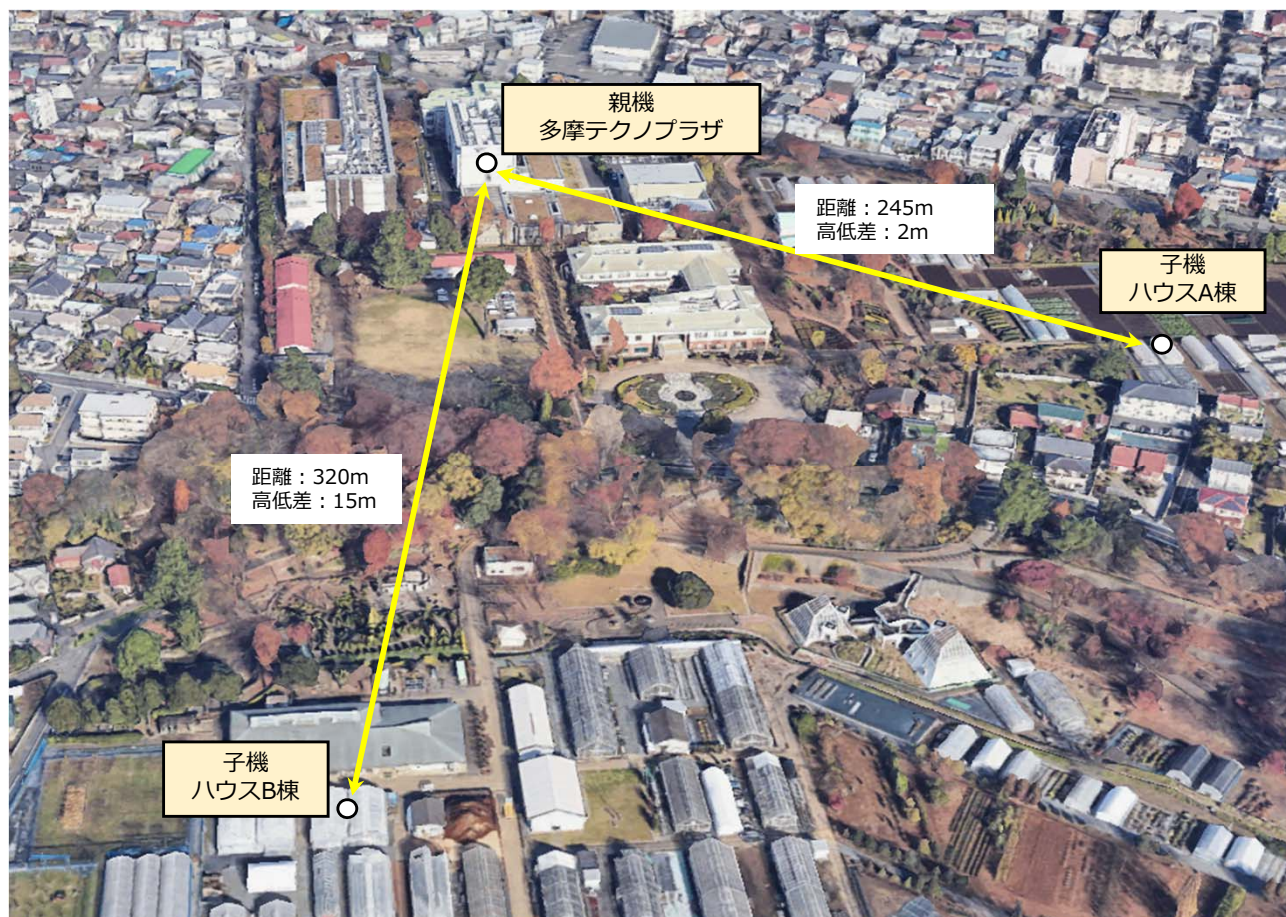 親機
多摩テクノプラザ
距離：245m
高低差：2m
子機
ハウスA棟
距離：320m
高低差：15m
子機
ハウスB棟